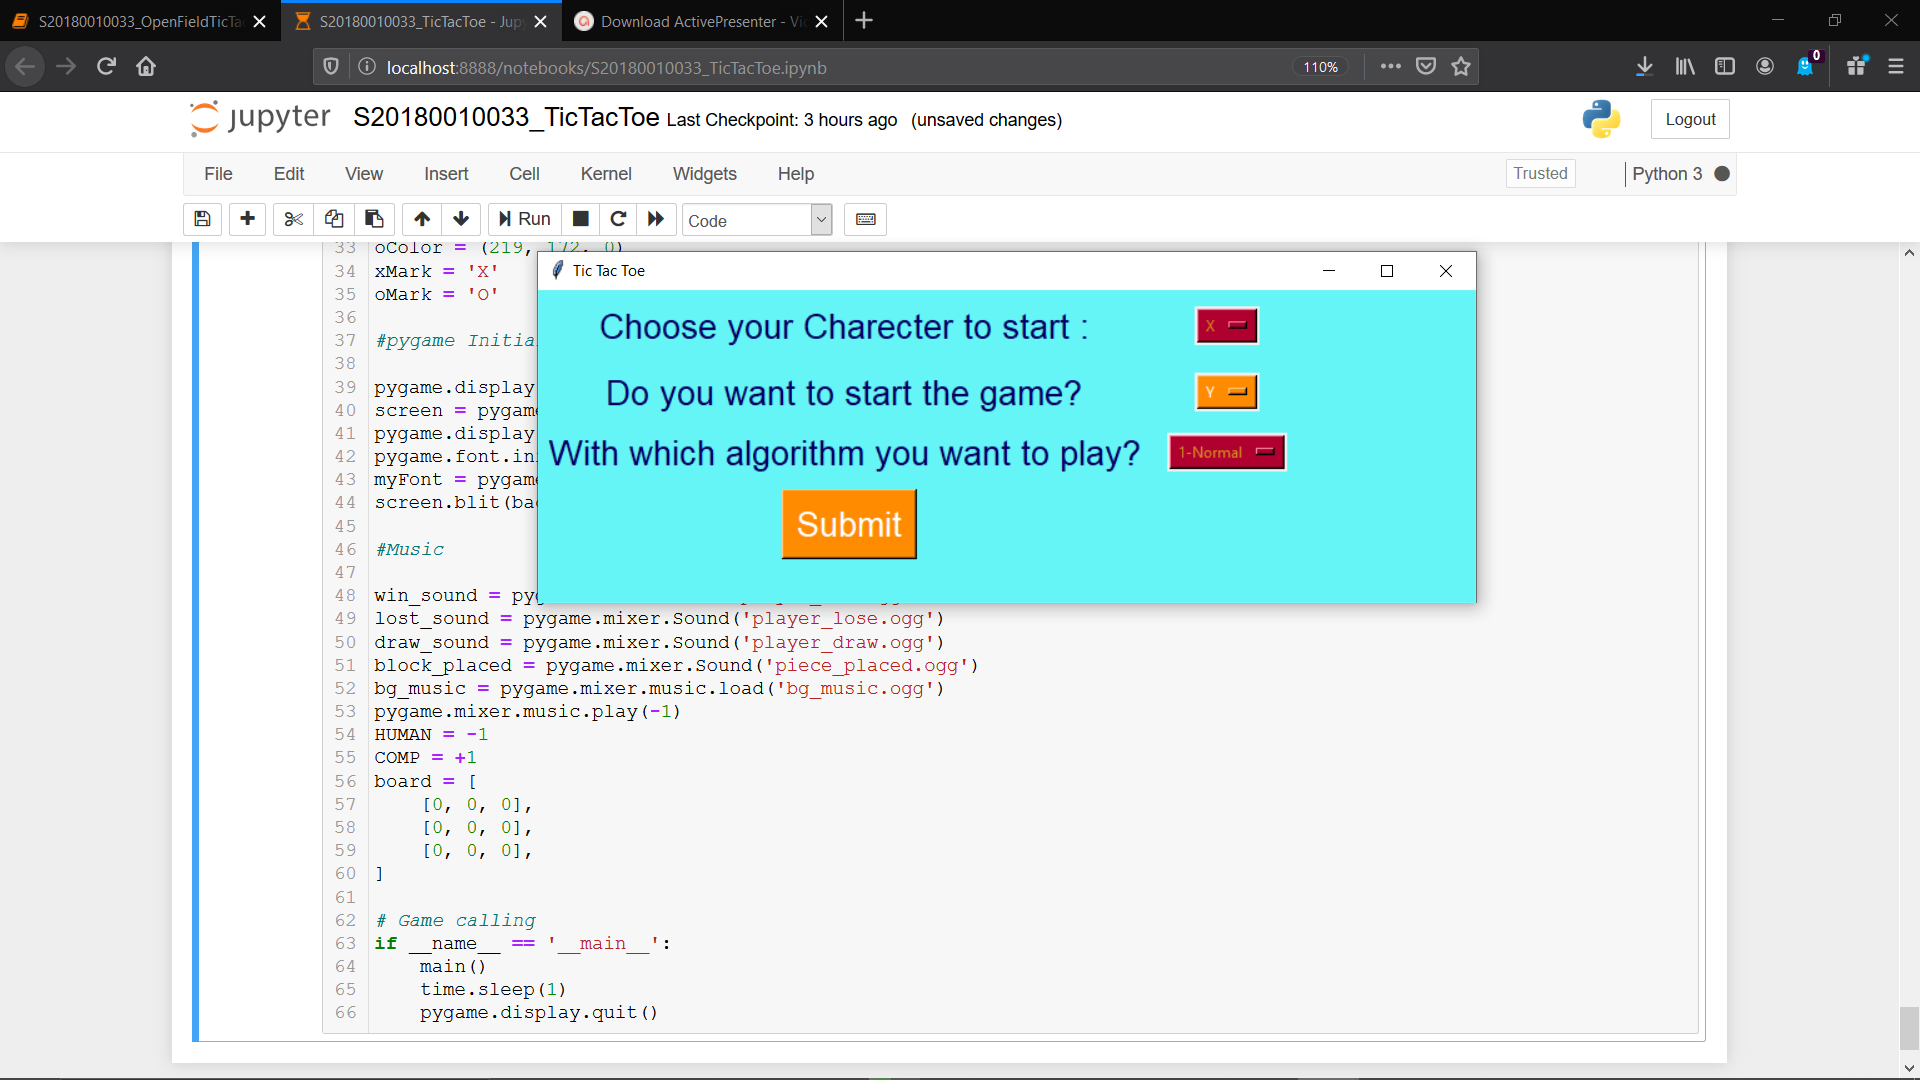 S20180010033_OpenFieldTicTa
S20180010033_TicTacToe - Jup
Download ActivePresenter - Vi
localhost:8888/notebooks/S20180010033_TicTacToe.ipynb
110%
0
jupyter S20180010033_TicTacToe Last Checkpoint: 3 hours ago (unsaved changes)
Logout
File Edit View Insert Cell Kernel Widgets Help
Trusted
Python 3
Run
Code
33 oColor = (219, 172, 0)
34 xMark = 'X'
35 oMark = 'O'
36
37 #pygame Initia
38
39 pygame.display
40 screen = pygam
41 pygame.display
42 pygame.font.in
43 myFont = pygam
44 screen.blit(ba
45
46 #Music
47
48 win_sound = pyg
49 lost_sound = pygame.mixer.Sound('player_lose.ogg')
50 draw_sound = pygame.mixer.Sound('player_draw.ogg')
51 block_placed = pygame.mixer.Sound('piece_placed.ogg')
52 bg_music = pygame.mixer.music.load('bg_music.ogg')
53 pygame.mixer.music.play(-1)
54 HUMAN = -1
55 COMP = +1
56 board = [
57 [0, 0, 0],
58 [0, 0, 0],
59 [0, 0, 0],
60 ]
61
62 # Game calling
63 if __name__ == '__main__':
64 main()
65 time.sleep(1)
66 pygame.display.quit()
Tic Tac Toe
Choose your Charecter to start : X
Do you want to start the game? Y
With which algorithm you want to play? 1-Normal
Submit